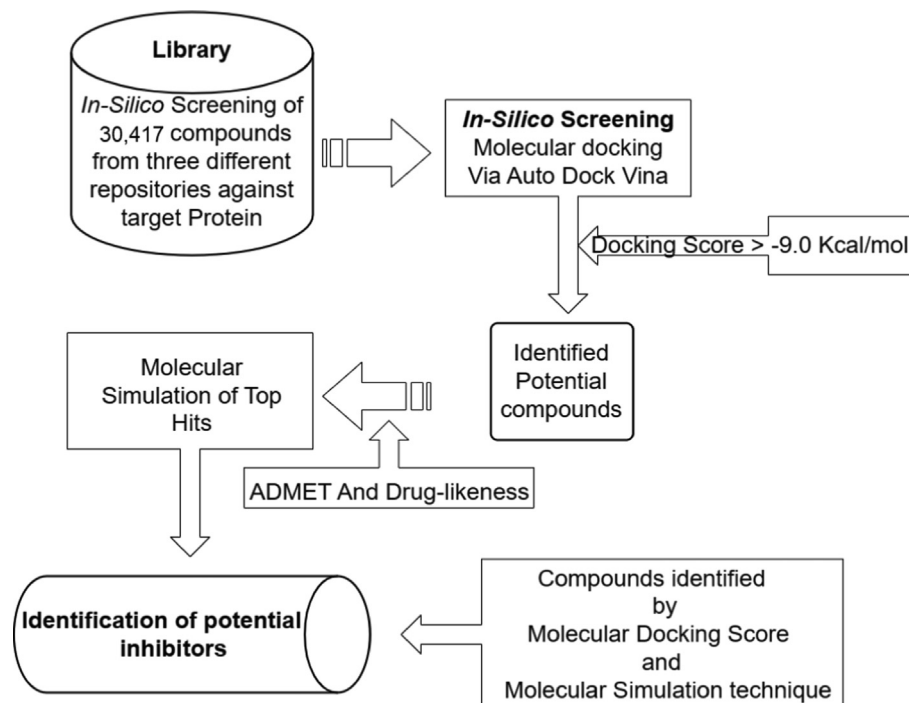 Library
In-Silico Screening of
30,417 compounds
from three different
repositories against
target Protein
In-Silico Screening
Molecular docking
Via Auto Dock Vina
Docking Score > -9.0 Kcal/mol
Identified
Potential
compounds
Molecular
Simulation of Top
Hits
ADMET And Drug-likeness
Identification of potential
inhibitors
Compounds identified
by
Molecular Docking Score
and
Molecular Simulation technique